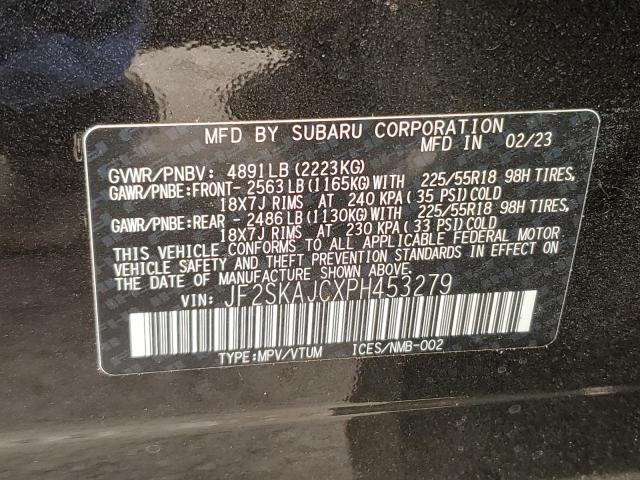 MFD BY SUBARU CORPORATION
MFD IN 02/23
GVWR/PNBV: 4891LB(2223KG)
GAWR/PNBE:FRONT-2563LB(1165KG) WITH 225/55R18 98H TIRES,
18X7J RIMS AT 240 KPA(35 PSI)COLD
GAWR/PNBE:REAR -2486LB(1130KG) WITH 225/55R18 98H TIRES,
18X7J RIMS AT 230 KPA(33 PSI)COLD
THIS VEHICLE CONFORMS TO ALL APPLICABLE FEDERAL MOTOR
VEHICLE SAFETY AND THEFT PREVENTION STANDARDS IN EFFECT ON
THE DATE OF MANUFACTURE SHOWN ABOVE.
VIN: JF2SKAJCXPH453279
TYPE:MPV/VTUM ICES/NMB-002